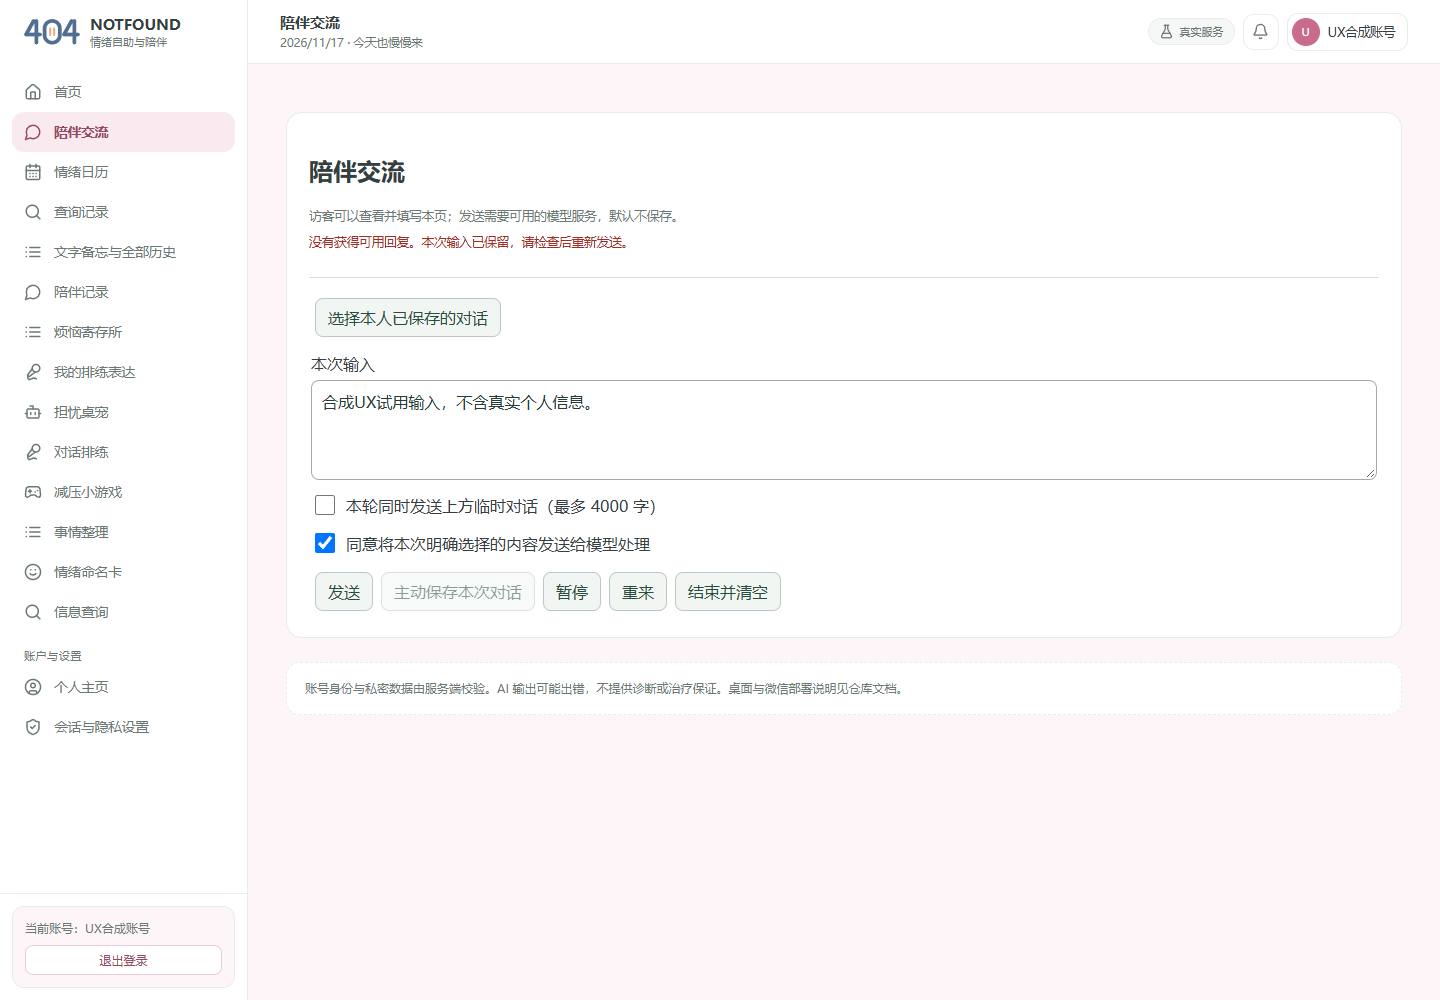 404 NOTFOUND
情绪自助与陪伴
首页
陪伴交流
情绪日历
查询记录
文字备忘与全部历史
陪伴记录
烦恼寄存所
我的排练表达
担忧桌宠
对话排练
减压小游戏
事情整理
情绪命名卡
信息查询
账户与设置
个人主页
会话与隐私设置
当前账号：UX合成账号
退出登录
陪伴交流
2026/11/17 · 今天也慢慢来
真实服务
U UX合成账号
陪伴交流
访客可以查看并填写本页；发送需要可用的模型服务，默认不保存。
没有获得可用回复。本次输入已保留，请检查后重新发送。
选择本人已保存的对话
本次输入
合成UX试用输入，不含真实个人信息。
本轮同时发送上方临时对话（最多 4000 字）
同意将本次明确选择的内容发送给模型处理
发送 主动保存本次对话 暂停 重来 结束并清空
账号身份与私密数据由服务端校验。AI 输出可能出错，不提供诊断或治疗保证。桌面与微信部署说明见仓库文档。